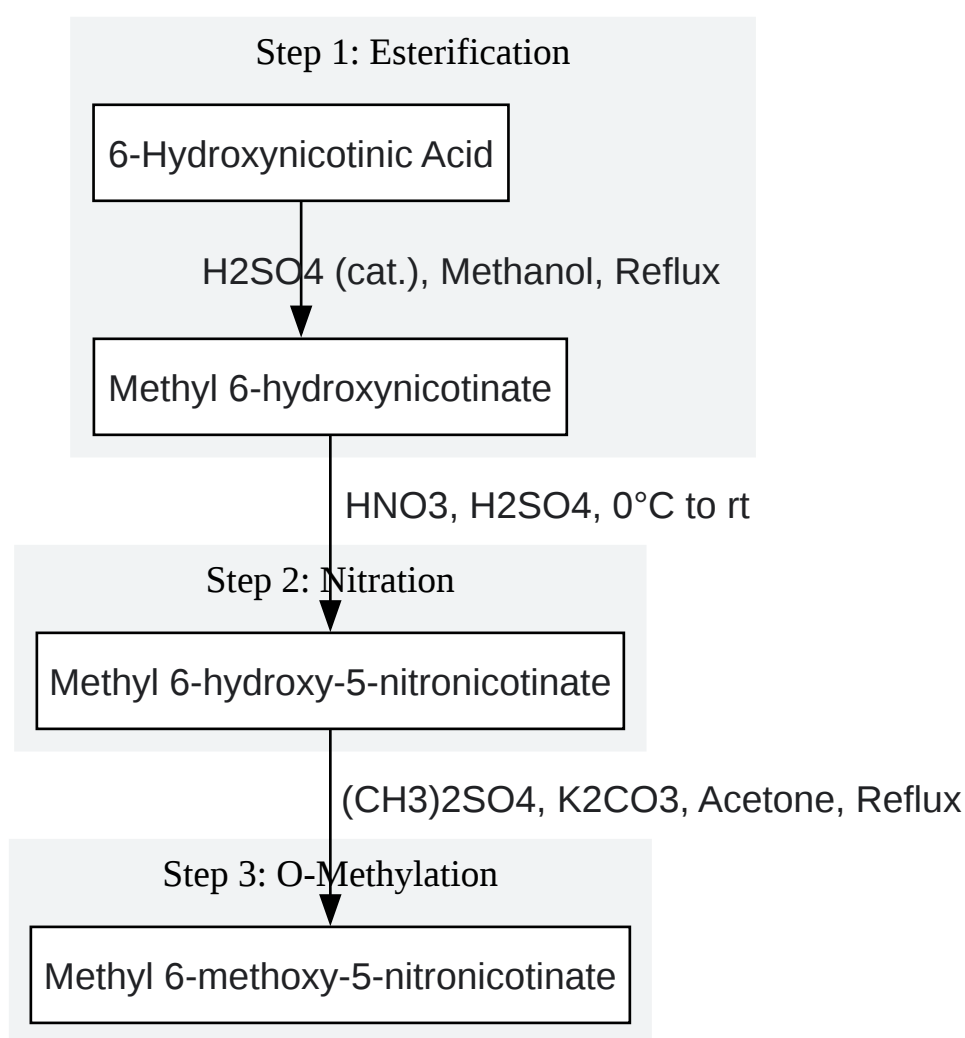 Step 1: Esterification
6-Hydroxynicotinic Acid
H2SO4 (cat.), Methanol, Reflux
Methyl 6-hydroxynicotinate
HNO3, H2SO4, 0°C to rt
Step 2: Nitration
Methyl 6-hydroxy-5-nitronicotinate
(CH3)2SO4, K2CO3, Acetone, Reflux
Step 3: O-Methylation
Methyl 6-methoxy-5-nitronicotinate